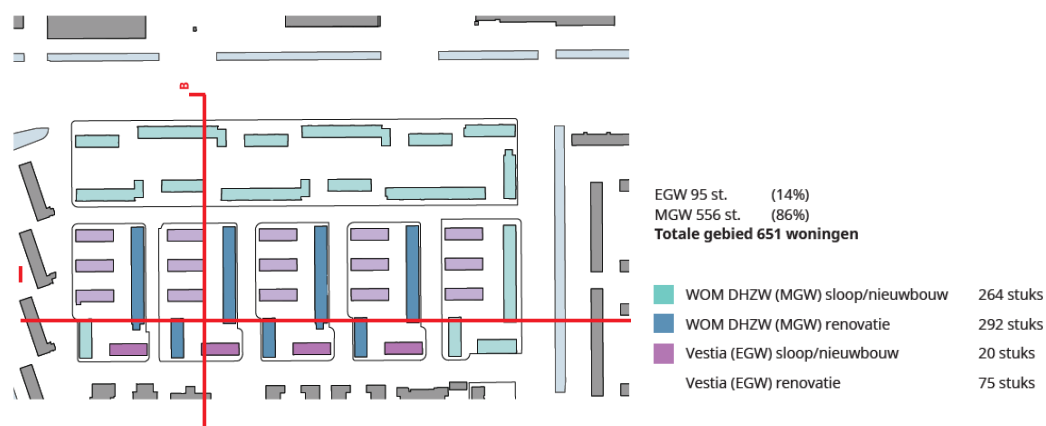 B
EGW 95 st. (14%)
MGW 556 st. (86%)
Totale gebied 651 woningen
WOM DHZW (MGW) sloop/nieuwbouw 264 stuks
WOM DHZW (MGW) renovatie 292 stuks
Vestia (EGW) sloop/nieuwbouw 20 stuks
Vestia (EGW) renovatie 75 stuks